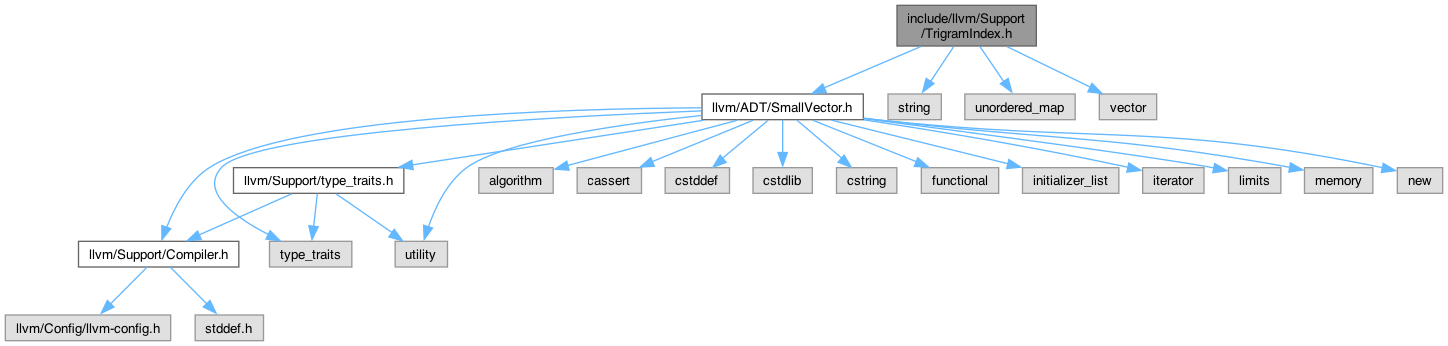 include/llvm/Support
/TrigramIndex.h
llvm/ADT/SmallVector.h
string
unordered_map
vector
llvm/Support/type_traits.h
algorithm
cassert
cstddef
cstdlib
cstring
functional
initializer_list
iterator
limits
memory
new
llvm/Support/Compiler.h
type_traits
utility
llvm/Config/llvm-config.h
stddef.h